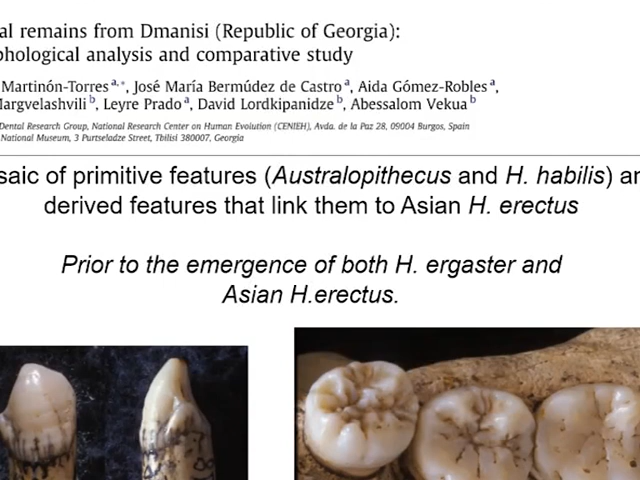 al remains from Dmanisi (Republic of Georgia):
phological analysis and comparative study
Martinón-Torres a,*, José María Bermúdez de Castro a, Aida Gómez-Robles a,
Margvelashvili b, Leyre Prado a, David Lordkipanidze b, Abessalom Vekua b
Dental Research Group, National Research Center on Human Evolution (CENIEH), Avda. de la Paz 28, 09004 Burgos, Spain
National Museum, 3 Purtseladze Street, Tbilisi 380007, Georgia
saic of primitive features (Australopithecus and H. habilis) an
derived features that link them to Asian H. erectus
Prior to the emergence of both H. ergaster and
Asian H.erectus.